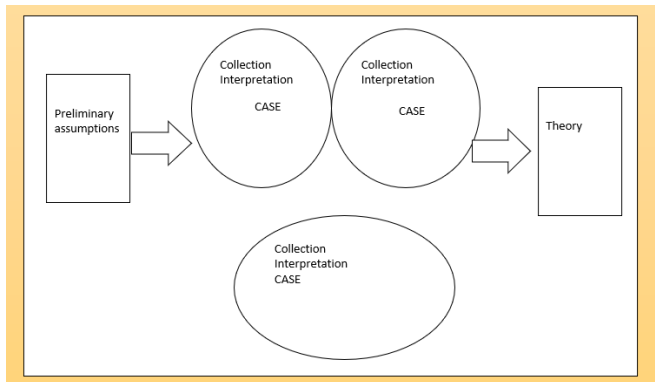 Preliminary
assumptions
Collection
Interpretation
CASE
Collection
Interpretation
CASE
Theory
Collection
Interpretation
CASE